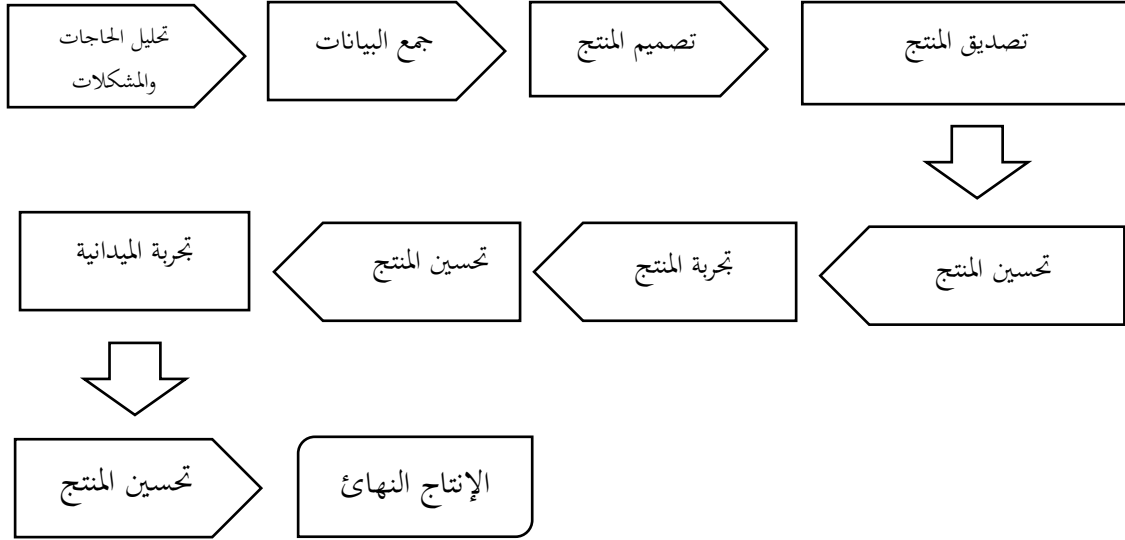 تحليل الحاجات
والمشكلات
جمع البيانات
تصميم المنتج
تصديق المنتج
تحسين المنتج
تجربة المنتج
تحسين المنتج
تجربة الميدانية
تحسين المنتج
الإنتاج النهائ